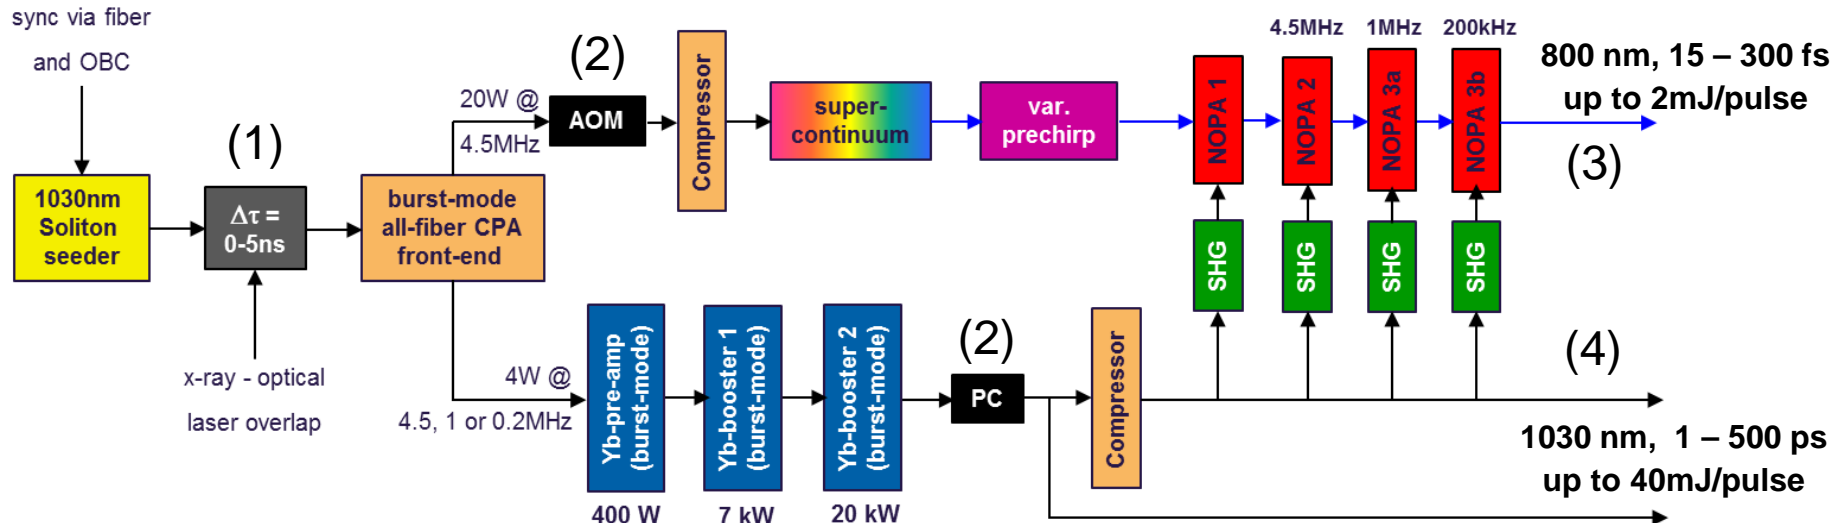 sync via fiber
and OBC
1030nm
Soliton
seeder
(1)
Δτ =
0-5ns
x-ray - optical
laser overlap
burst-mode
all-fiber CPA
front-end
20W @
4.5MHz
(2)
AOM
Compressor
super-
continuum
var.
prechirp
NOPA 1
4.5MHz
NOPA 2
1MHz
NOPA 3a
200kHz
NOPA 3b
800 nm, 15 – 300 fs
up to 2mJ/pulse
(3)
SHG
SHG
SHG
SHG
4W @
4.5, 1 or 0.2MHz
Yb-pre-amp
(burst-mode)
400 W
Yb-booster 1
(burst-mode)
7 kW
Yb-booster 2
(burst-mode)
20 kW
(2)
PC
Compressor
(4)
1030 nm, 1 – 500 ps
up to 40mJ/pulse